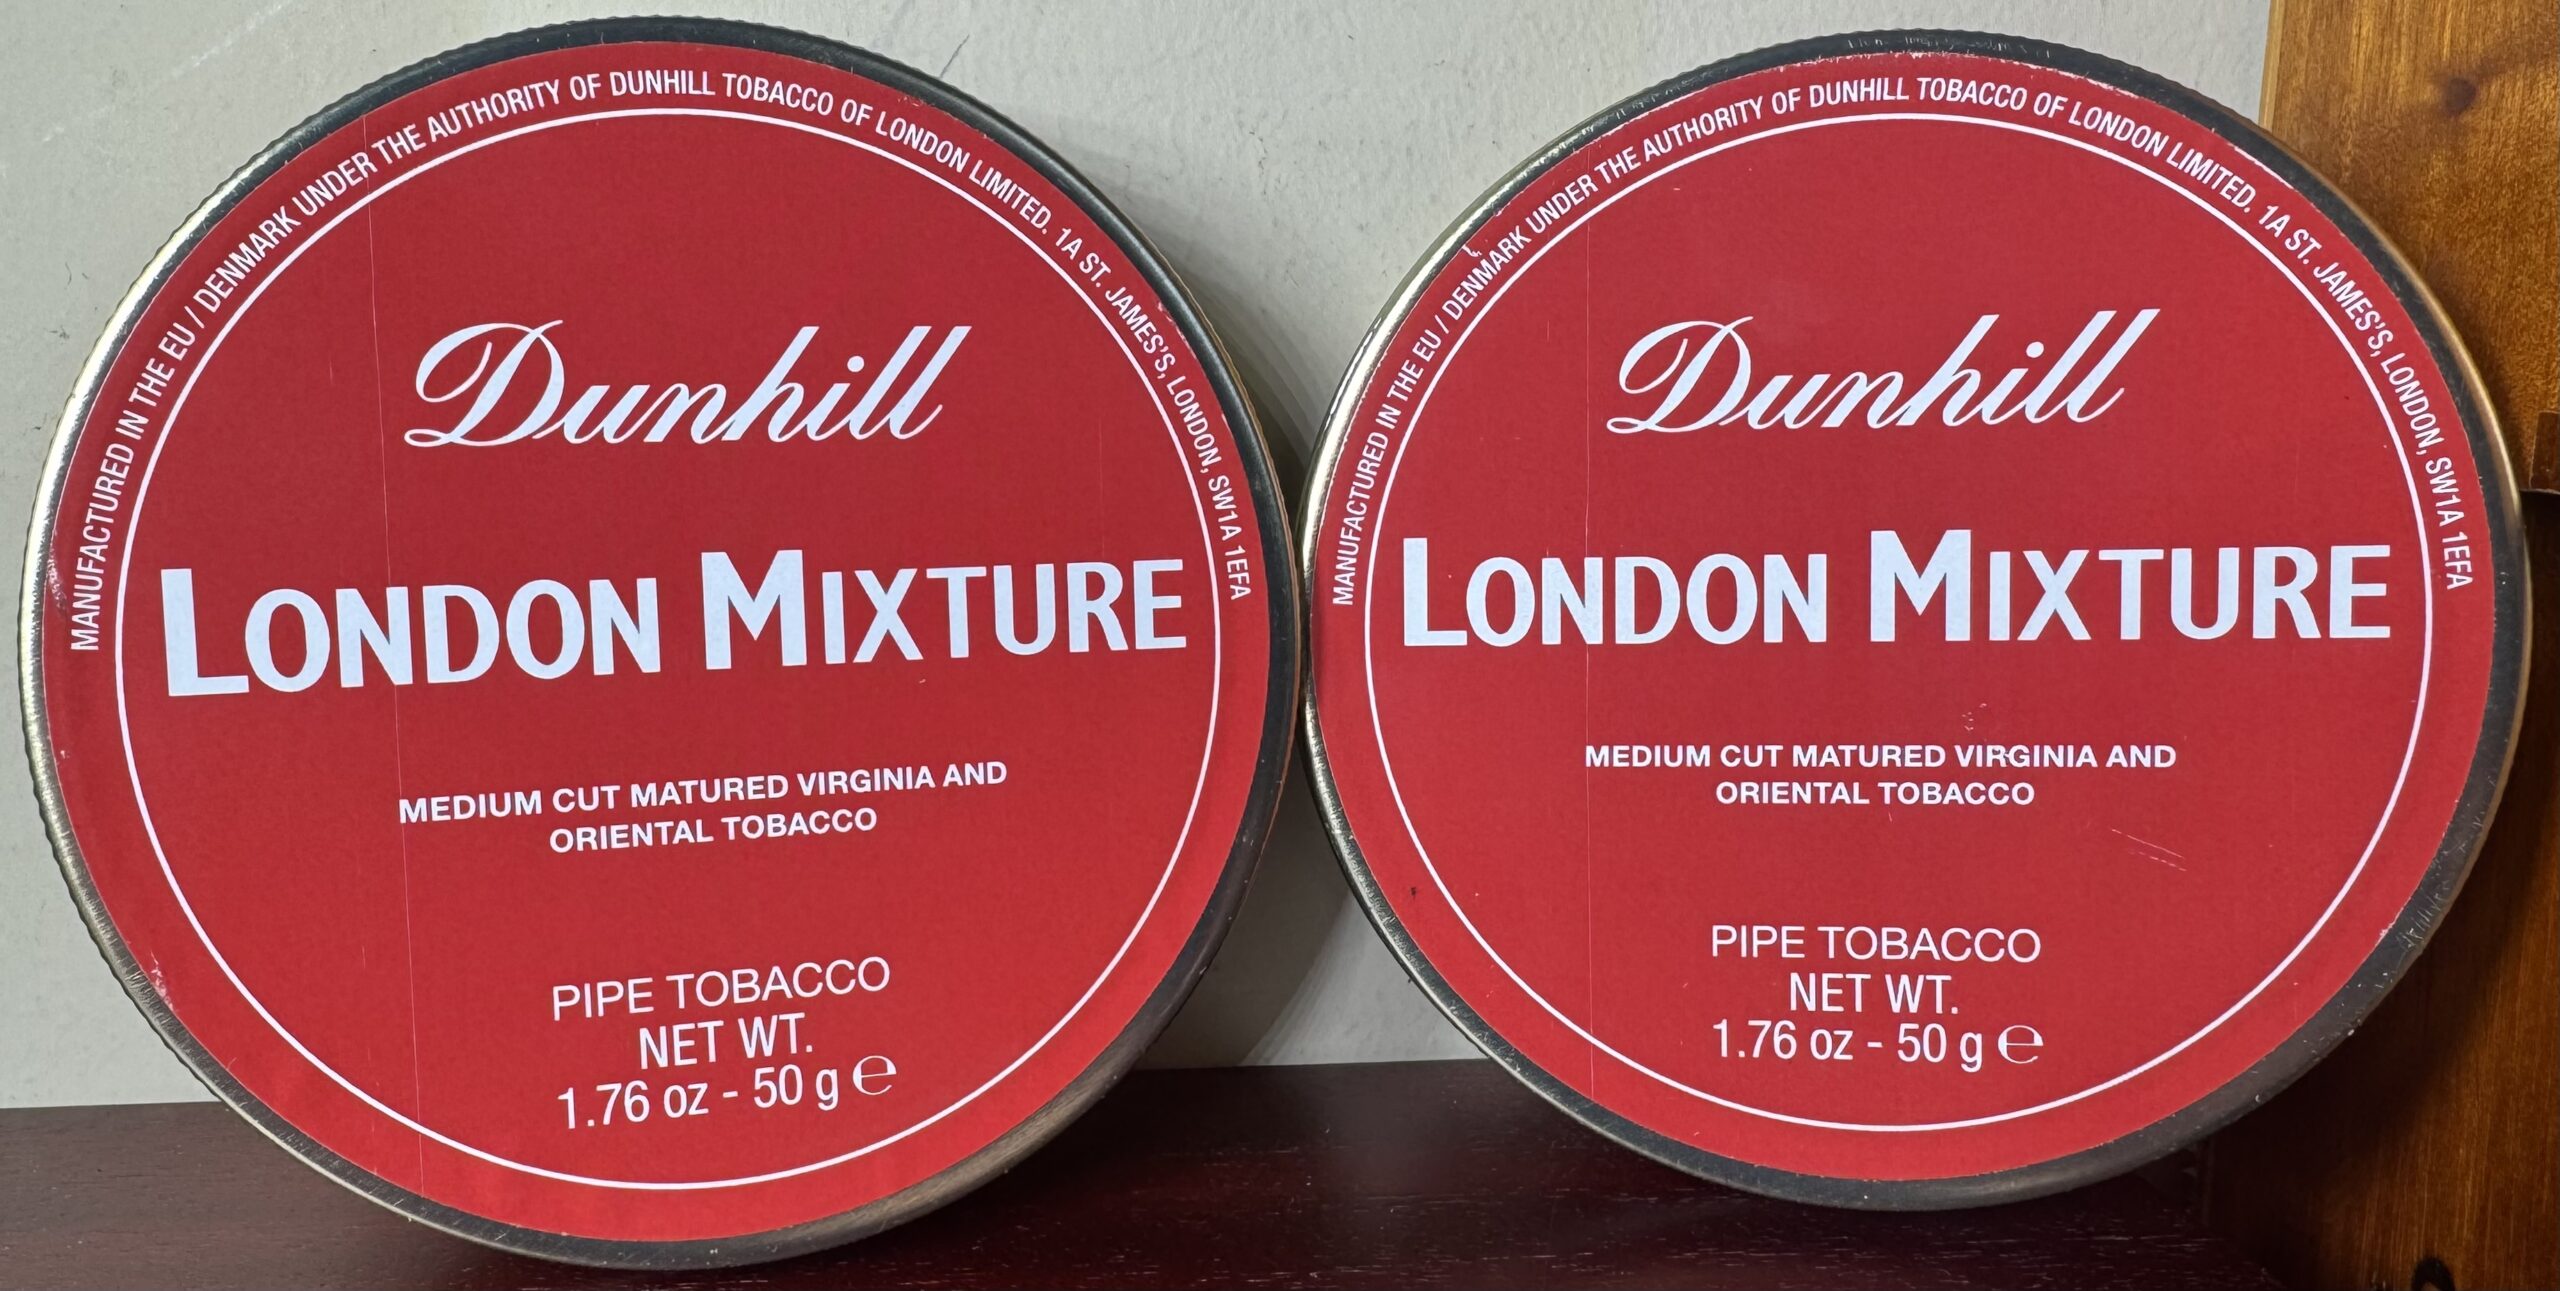 MANUFACTURED IN THE EU / DENMARK UNDER THE AUTHORITY OF DUNHILL TOBACCO OF LONDON LIMITED. 1A ST. JAMES'S, LONDON, SW1A 1EFA
Dunhill
LONDON MIXTURE
MEDIUM CUT MATURED VIRGINIA AND
ORIENTAL TOBACCO
PIPE TOBACCO
NET WT.
1.76 oz - 50 g ℮
MANUFACTURED IN THE EU / DENMARK UNDER THE AUTHORITY OF DUNHILL TOBACCO OF LONDON LIMITED. 1A ST. JAMES'S, LONDON, SW1A 1EFA
Dunhill
LONDON MIXTURE
MEDIUM CUT MATURED VIRGINIA AND
ORIENTAL TOBACCO
PIPE TOBACCO
NET WT.
1.76 oz - 50 g ℮